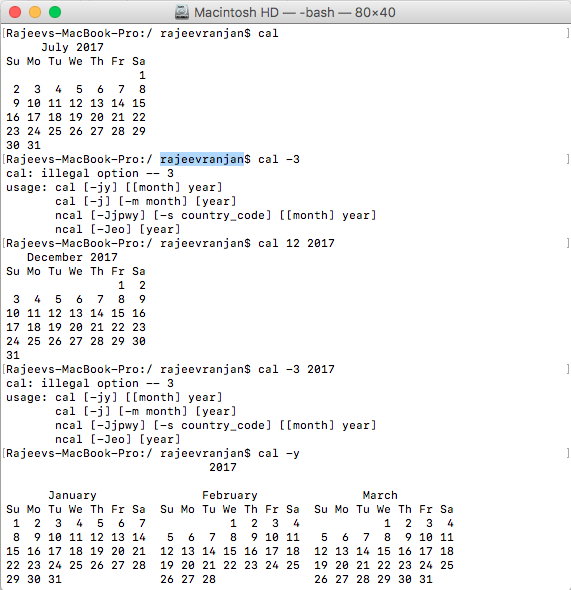 Macintosh HD — -bash — 80×40
[Rajeevs-MacBook-Pro:/ rajeevranjan$ cal ]
     July 2017
Su Mo Tu We Th Fr Sa
                   1
 2  3  4  5  6  7  8
 9 10 11 12 13 14 15
16 17 18 19 20 21 22
23 24 25 26 27 28 29
30 31
[Rajeevs-MacBook-Pro:/ rajeevranjan$ cal -3 ]
cal: illegal option -- 3
usage: cal [-jy] [[month] year]
       cal [-j] [-m month] [year]
       ncal [-Jjpwy] [-s country_code] [[month] year]
       ncal [-Jeo] [year]
[Rajeevs-MacBook-Pro:/ rajeevranjan$ cal 12 2017 ]
   December 2017
Su Mo Tu We Th Fr Sa
                1  2
 3  4  5  6  7  8  9
10 11 12 13 14 15 16
17 18 19 20 21 22 23
24 25 26 27 28 29 30
31
[Rajeevs-MacBook-Pro:/ rajeevranjan$ cal -3 2017 ]
cal: illegal option -- 3
usage: cal [-jy] [[month] year]
       cal [-j] [-m month] [year]
       ncal [-Jjpwy] [-s country_code] [[month] year]
       ncal [-Jeo] [year]
[Rajeevs-MacBook-Pro:/ rajeevranjan$ cal -y ]
                             2017
      January               February               March
Su Mo Tu We Th Fr Sa  Su Mo Tu We Th Fr Sa  Su Mo Tu We Th Fr Sa
 1  2  3  4  5  6  7            1  2  3  4            1  2  3  4
 8  9 10 11 12 13 14   5  6  7  8  9 10 11   5  6  7  8  9 10 11
15 16 17 18 19 20 21  12 13 14 15 16 17 18  12 13 14 15 16 17 18
22 23 24 25 26 27 28  19 20 21 22 23 24 25  19 20 21 22 23 24 25
29 30 31              26 27 28              26 27 28 29 30 31